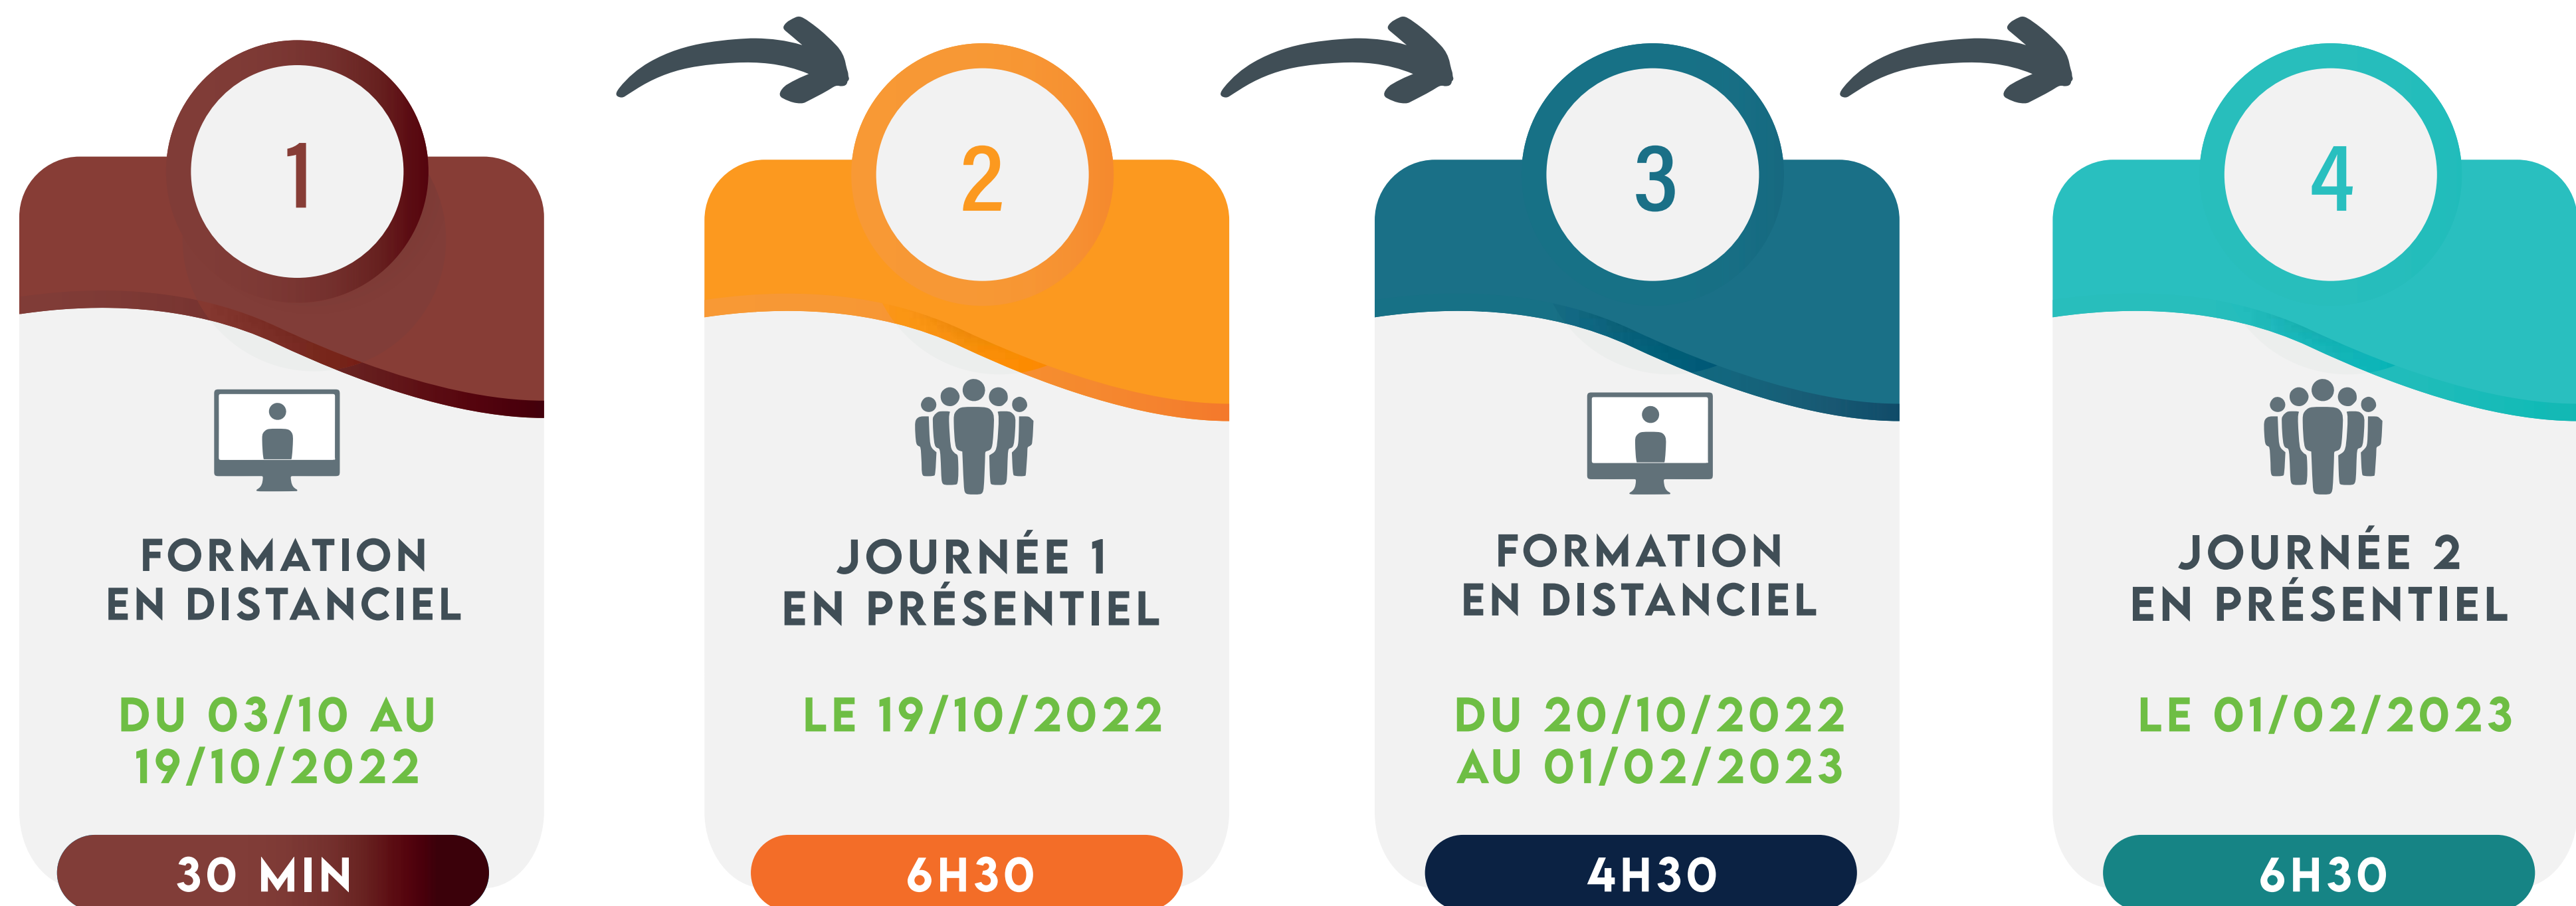 1
FORMATION
EN DISTANCIEL
DU 03/10 AU
19/10/2022
30 MIN
2
JOURNÉE 1
EN PRÉSENTIEL
LE 19/10/2022
6H30
3
FORMATION
EN DISTANCIEL
DU 20/10/2022
AU 01/02/2023
4H30
4
JOURNÉE 2
EN PRÉSENTIEL
LE 01/02/2023
6H30